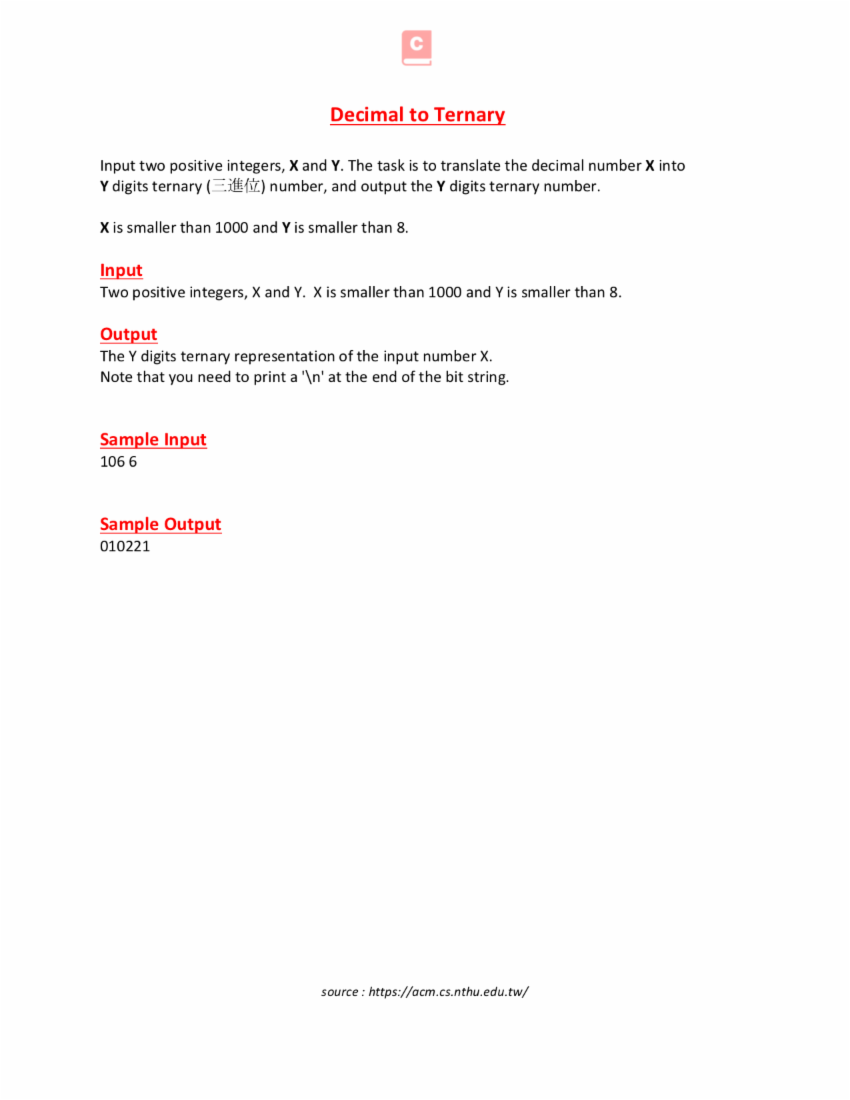 C
Decimal to Ternary
Input two positive integers, X and Y. The task is to translate the decimal number X into
Y digits ternary (三進位) number, and output the Y digits ternary number.
X is smaller than 1000 and Y is smaller than 8.
Input
Two positive integers, X and Y.  X is smaller than 1000 and Y is smaller than 8.
Output
The Y digits ternary representation of the input number X.
Note that you need to print a '\n' at the end of the bit string.
Sample Input
106 6
Sample Output
010221
source : https://acm.cs.nthu.edu.tw/